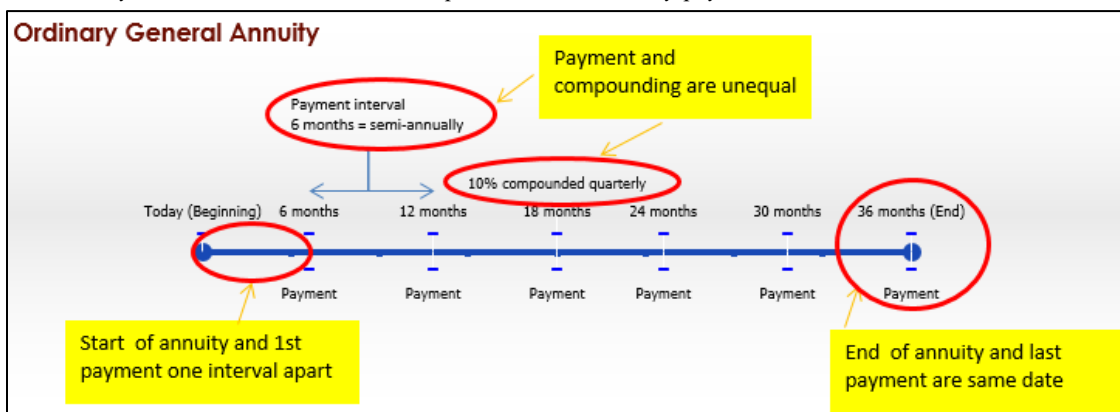 Ordinary General Annuity
Payment and
compounding are unequal
Payment interval
6 months = semi-annually
10% compounded quarterly
Today (Beginning) 6 months 12 months 18 months 24 months 30 months 36 months (End)
Payment Payment Payment Payment Payment Payment
Start of annuity and 1st
payment one interval apart
End of annuity and last
payment are same date